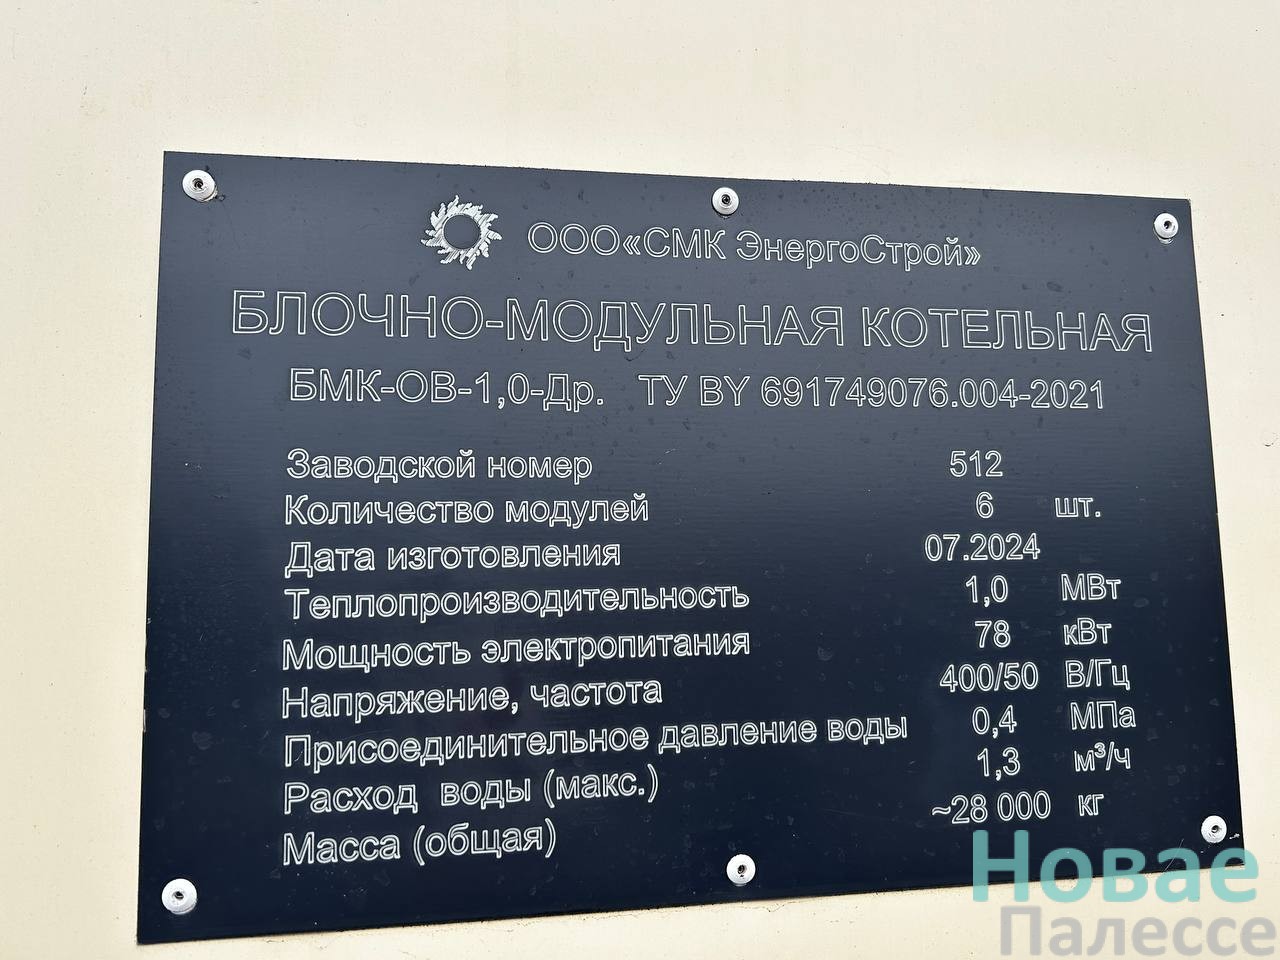 ООО«СМК ЭнергоСтрой»
БЛОЧНО-МОДУЛЬНАЯ КОТЕЛЬНАЯ
БМК-ОВ-1,0-Др. ТУ BY 691749076.004-2021
Заводской номер 512
Количество модулей 6 шт.
Дата изготовления 07.2024
Теплопроизводительность 1,0 МВт
Мощность электропитания 78 кВт
Напряжение, частота 400/50 В/Гц
Присоединительное давление воды 0,4 МПа
Расход воды (макс.) 1,3 м³/ч
Масса (общая) ~28 000 кг
Новае
Палессе